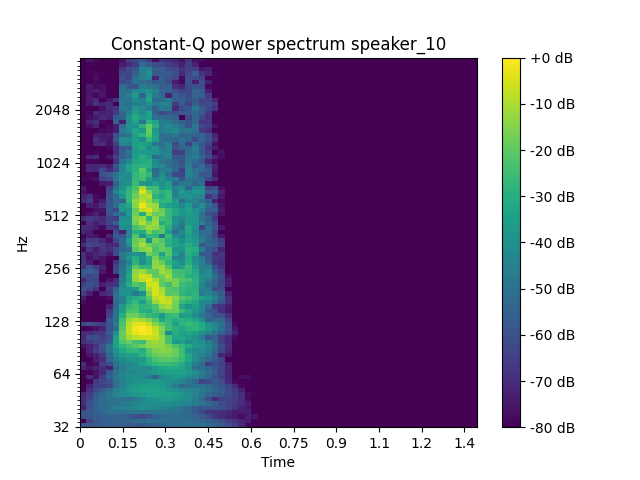 Constant-Q power spectrum speaker_10
Hz
2048
1024
512
256
128
64
32
0 0.15 0.3 0.45 0.6 0.75 0.9 1.1 1.2 1.4
Time
+0 dB
-10 dB
-20 dB
-30 dB
-40 dB
-50 dB
-60 dB
-70 dB
-80 dB